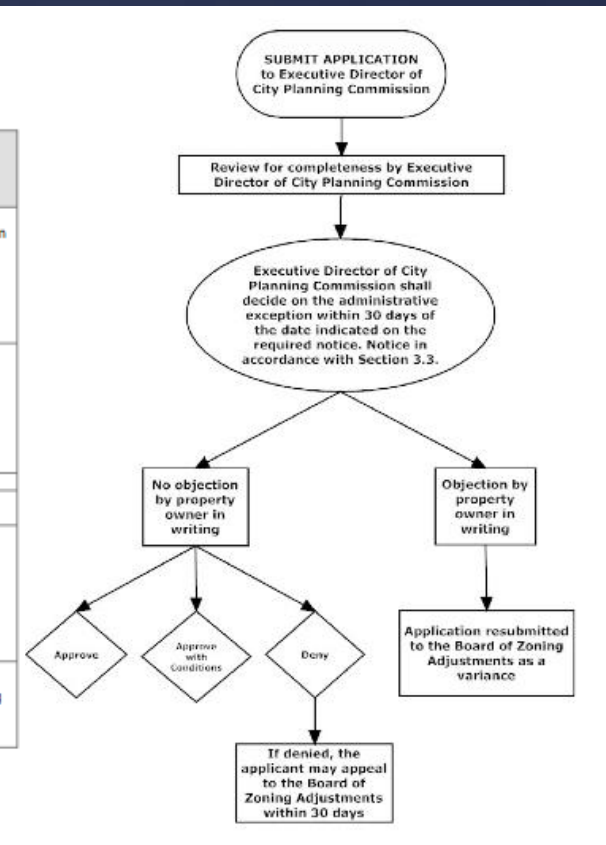 SUBMIT APPLICATION
to Executive Director of
City Planning Commission
Review for completeness by Executive
Director of City Planning Commission
Executive Director of City
Planning Commission shall
decide on the administrative
exception within 30 days of
the date indicated on the
required notice. Notice in
accordance with Section 3.3.
No objection
by property
owner in
writing
Objection by
property
owner in
writing
Approve
Approve
with
Conditions
Deny
Application resubmitted
to the Board of Zoning
Adjustments as a
variance
If denied, the
applicant may appeal
to the Board of
Zoning Adjustments
within 30 days